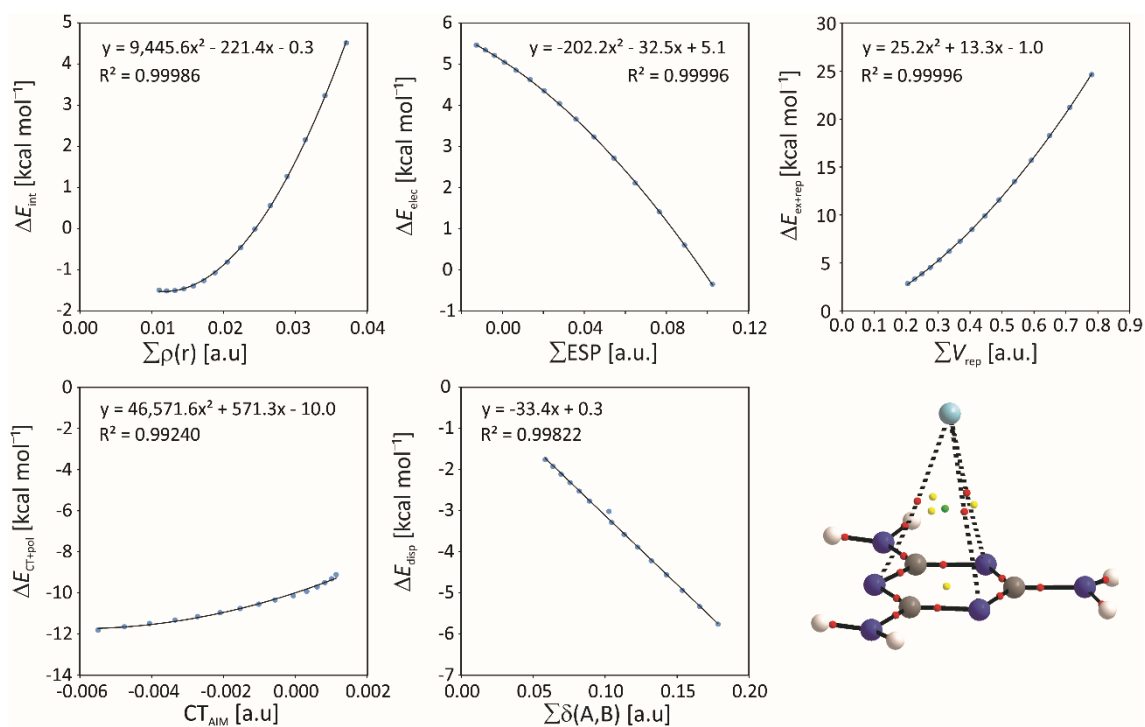 y = 9,445.6x² - 221.4x - 0.3
R² = 0.99986
ΔE_int [kcal mol⁻¹]
5
4
3
2
1
0
-1
-2
0.00 0.01 0.02 0.03 0.04
∑ρ(r) [a.u]
y = -202.2x² - 32.5x + 5.1
R² = 0.99996
ΔE_elec [kcal mol⁻¹]
6
5
4
3
2
1
0
-1
0.00 0.04 0.08 0.12
∑ESP [a.u.]
y = 25.2x² + 13.3x - 1.0
R² = 0.99996
ΔE_ex+rep [kcal mol⁻¹]
30
25
20
15
10
5
0
0.0 0.1 0.2 0.3 0.4 0.5 0.6 0.7 0.8 0.9
∑V_rep [a.u.]
y = 46,571.6x² + 571.3x - 10.0
R² = 0.99240
ΔE_CT+pol [kcal mol⁻¹]
0
-2
-4
-6
-8
-10
-12
-14
-0.006 -0.004 -0.002 0.000 0.002
CT_AIM [a.u]
y = -33.4x + 0.3
R² = 0.99822
ΔE_disp [kcal mol⁻¹]
0
-1
-2
-3
-4
-5
-6
-7
0.00 0.05 0.10 0.15 0.20
∑δ(A,B) [a.u]